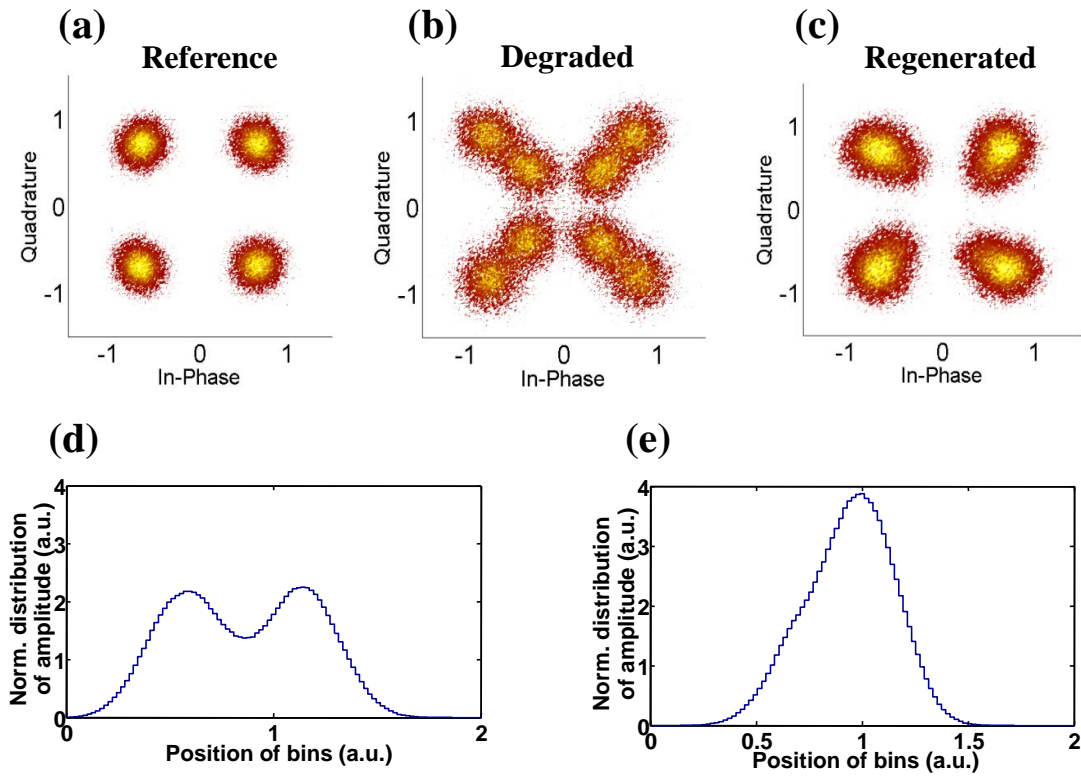 (a)
Reference
1
0
-1
Quadrature
-1 0 1
In-Phase
(b)
Degraded
1
0
-1
Quadrature
-1 0 1
In-Phase
(c)
Regenerated
1
0
-1
Quadrature
-1 0 1
In-Phase
(d)
4
3
2
1
0
Norm. distribution
of amplitude (a.u.)
0 1 2
Position of bins (a.u.)
(e)
4
3
2
1
0
Norm. distribution
of amplitude (a.u.)
0 0.5 1 1.5 2
Position of bins (a.u.)